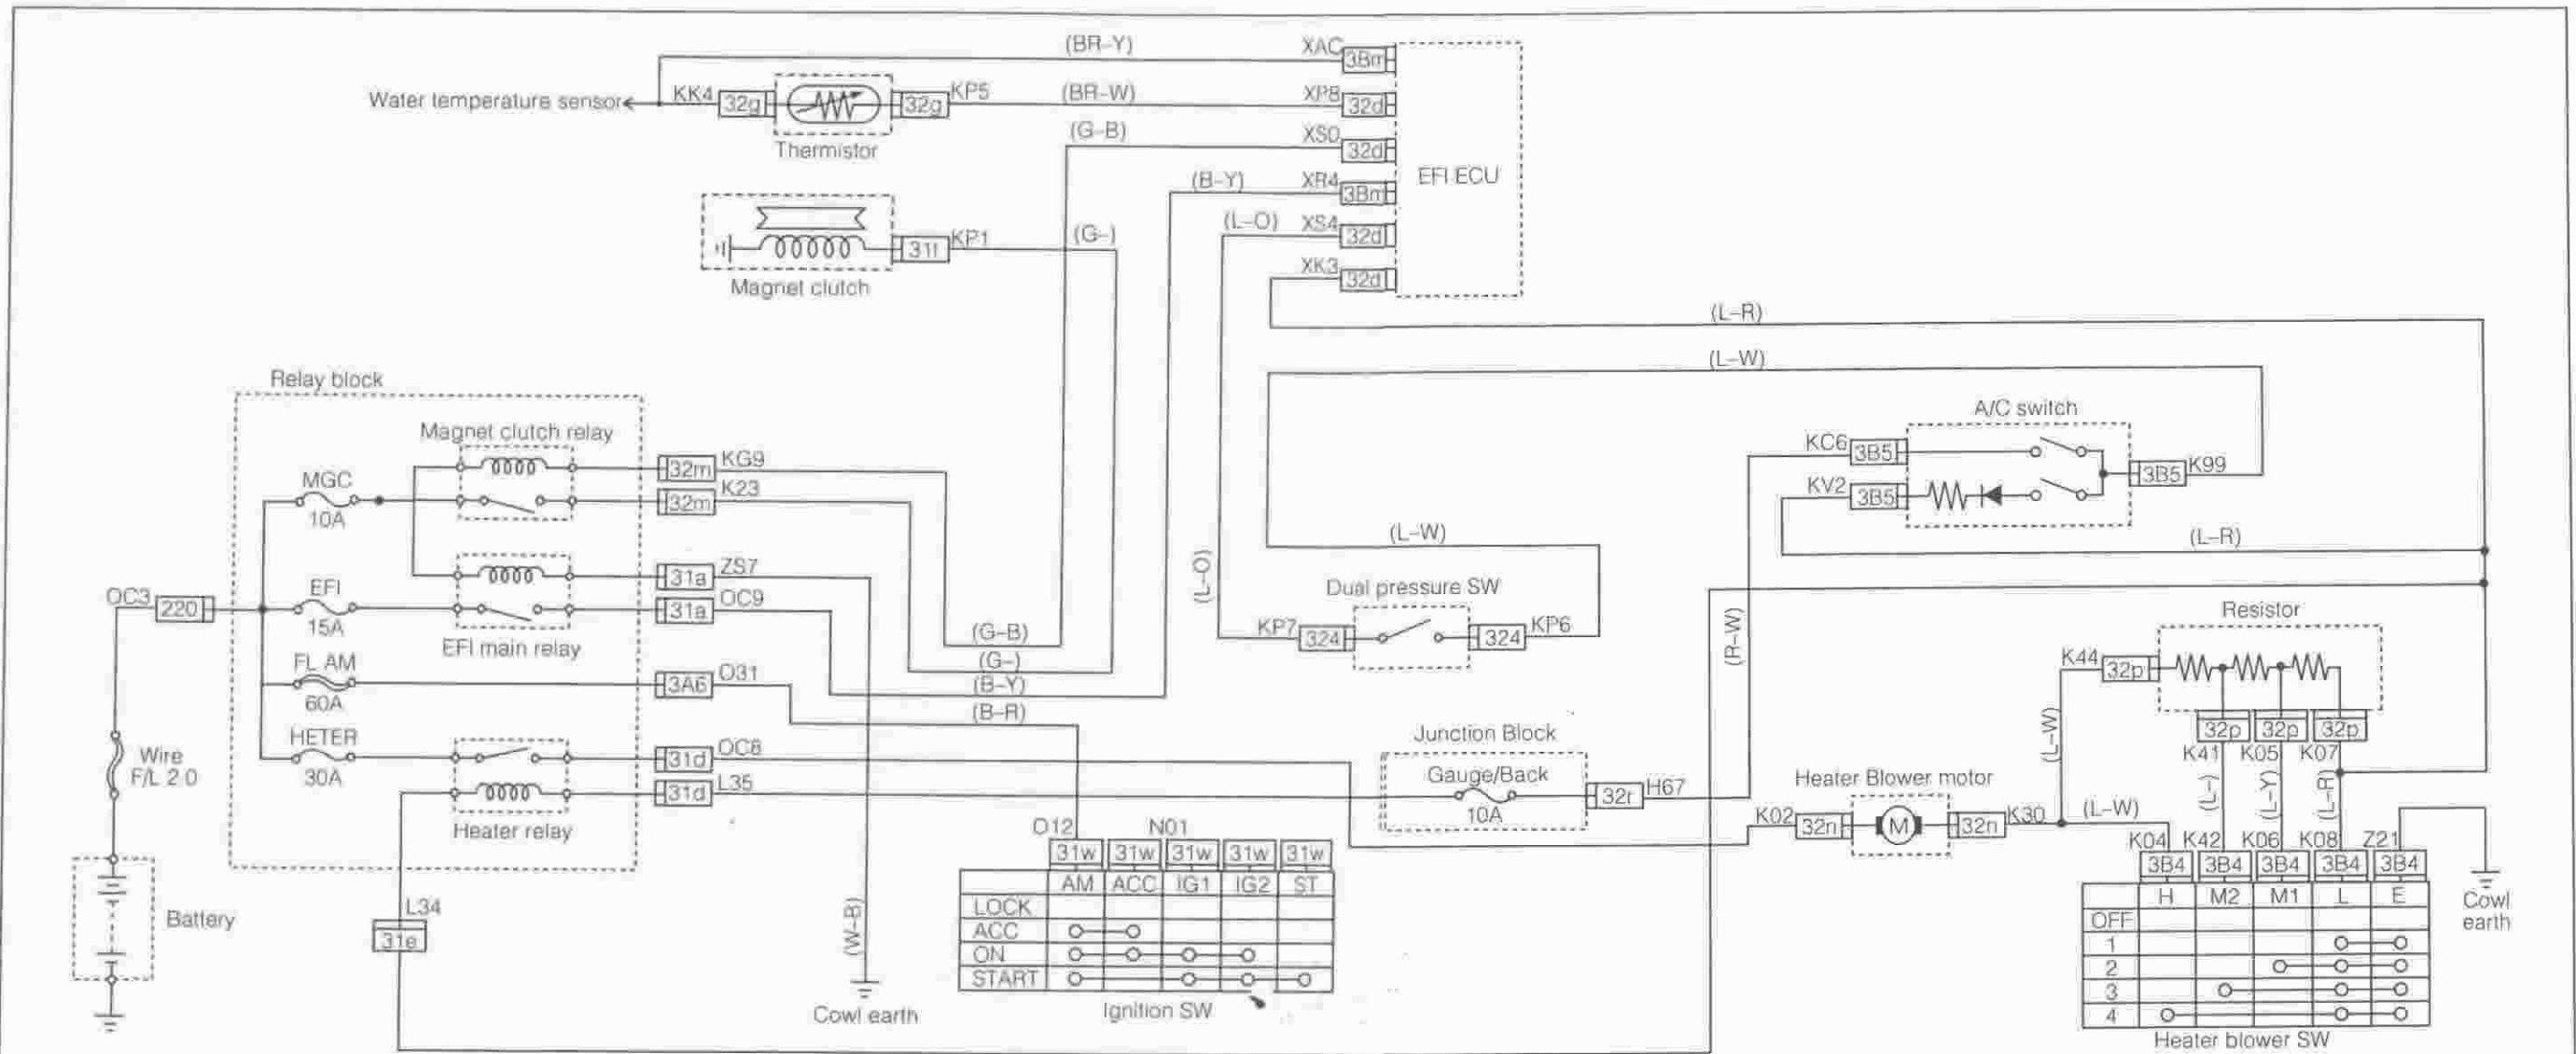 (BR-Y)
XAC
3Bm
Water temperature sensor
KK4
32g
32g
KP5
(BR-W)
XP8
32d
Thermistor
(G-B)
XS0
32d
EFI ECU
(B-Y)
XR4
3Bm
(L-O)
XS4
32d
KP1
31l
(G-)
XK3
32d
Magnet clutch
(L-R)
(L-W)
Relay block
A/C switch
Magnet clutch relay
KC6
3B5
MGC
10A
32m
KG9
32m
K23
3B5
K99
KV2
3B5
(L-W)
(L-R)
(L-O)
OC3
220
EFI
15A
31a
ZS7
31a
OC9
EFI main relay
Dual pressure SW
KP7
324
324
KP6
(R-W)
Resistor
K44
32p
(G-B)
(G-)
(B-Y)
(B-R)
FL AM
60A
3A6
O31
32p
32p
32p
K41
K05
K07
(L-W)
(L-)
(L-Y)
(L-R)
HETER
30A
31d
OC8
31d
L35
Heater relay
Wire
F/L 2.0
Junction Block
Gauge/Back
10A
32r
H67
Heater Blower motor
K02
32n
M
32n
K30
(L-W)
Battery
L34
31e
(W-B)
Cowl earth
O12
N01
31w
31w
31w
31w
31w
AM
ACC
IG1
IG2
ST
LOCK
ACC
ON
START
Ignition SW
K04
K42
K06
K08
Z21
3B4
3B4
3B4
3B4
3B4
H
M2
M1
L
E
OFF
1
2
3
4
Heater blower SW
Cowl
earth